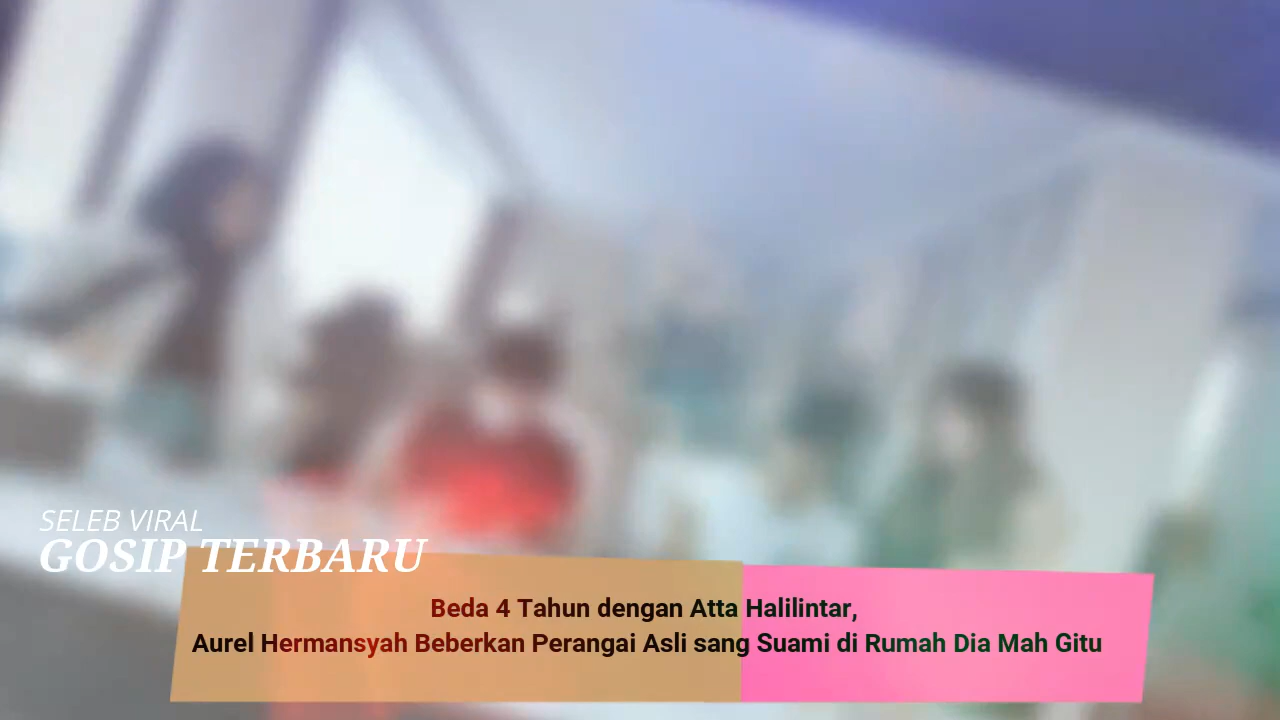 SELEB VIRAL
GOSIP TERBARU
Beda 4 Tahun dengan Atta Halilintar,
Aurel Hermansyah Beberkan Perangai Asli sang Suami di Rumah Dia Mah Gitu